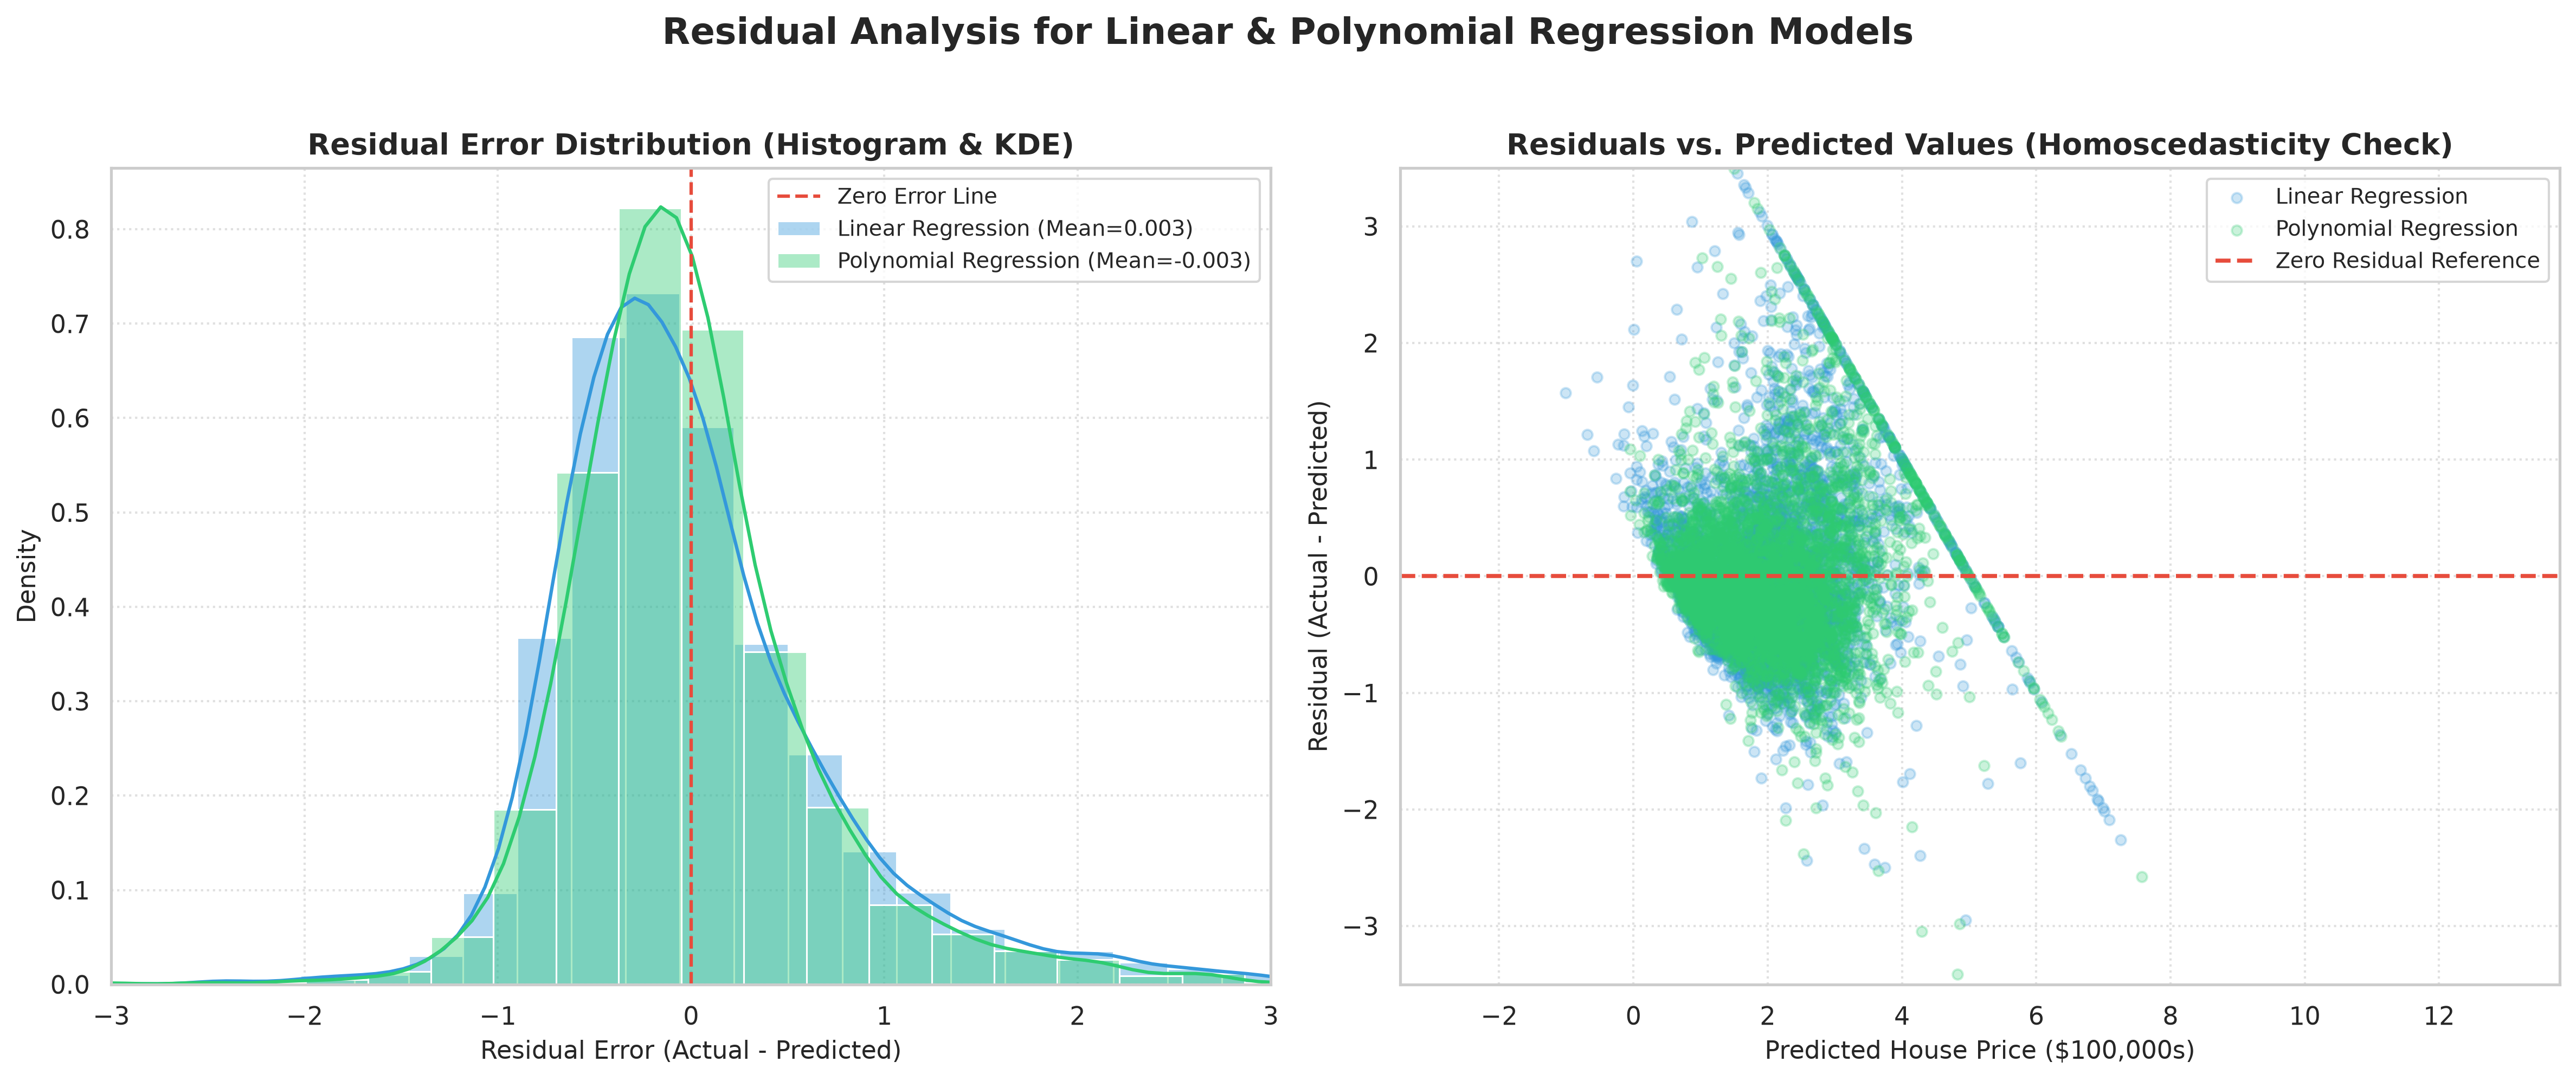 Residual Analysis for Linear & Polynomial Regression Models
Residual Error Distribution (Histogram & KDE)
Zero Error Line
Linear Regression (Mean=0.003)
Polynomial Regression (Mean=-0.003)
Density
0.8
0.7
0.6
0.5
0.4
0.3
0.2
0.1
0.0
−3 −2 −1 0 1 2 3
Residual Error (Actual - Predicted)
Residuals vs. Predicted Values (Homoscedasticity Check)
Linear Regression
Polynomial Regression
Zero Residual Reference
Residual (Actual - Predicted)
3
2
1
0
−1
−2
−3
−2 0 2 4 6 8 10 12
Predicted House Price ($100,000s)